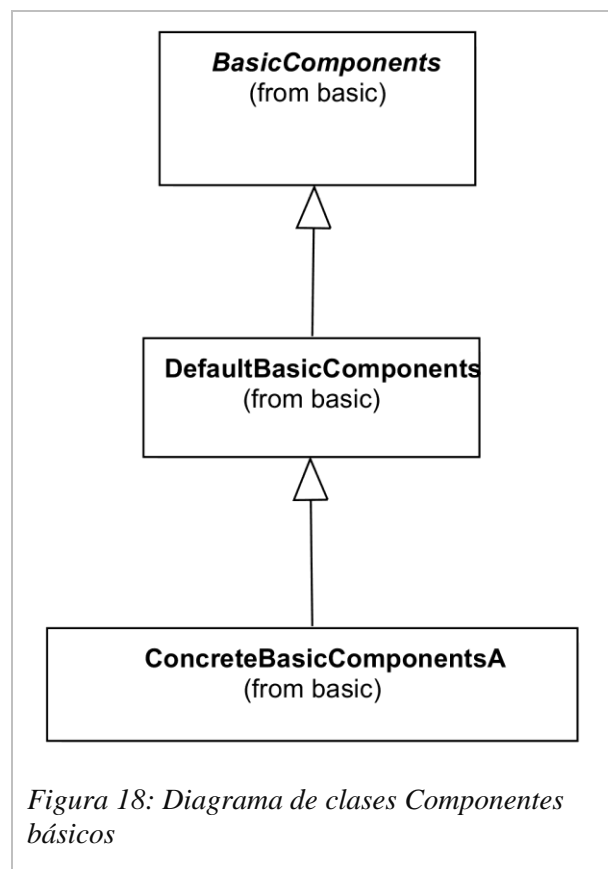 BasicComponents
(from basic)
DefaultBasicComponents
(from basic)
ConcreteBasicComponentsA
(from basic)
Figura 18: Diagrama de clases Componentes
básicos